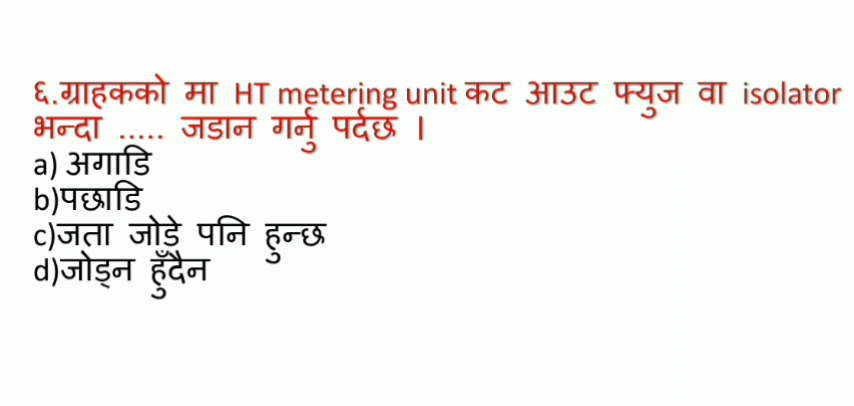 ६.ग्राहकको मा HT metering unit कट आउट फ्युज वा isolator
भन्दा ..... जडान गर्नु पर्दछ ।
a) अगाडि
b)पछाडि
c)जता जोडे पनि हुन्छ
d)जोड्न हुँदैन